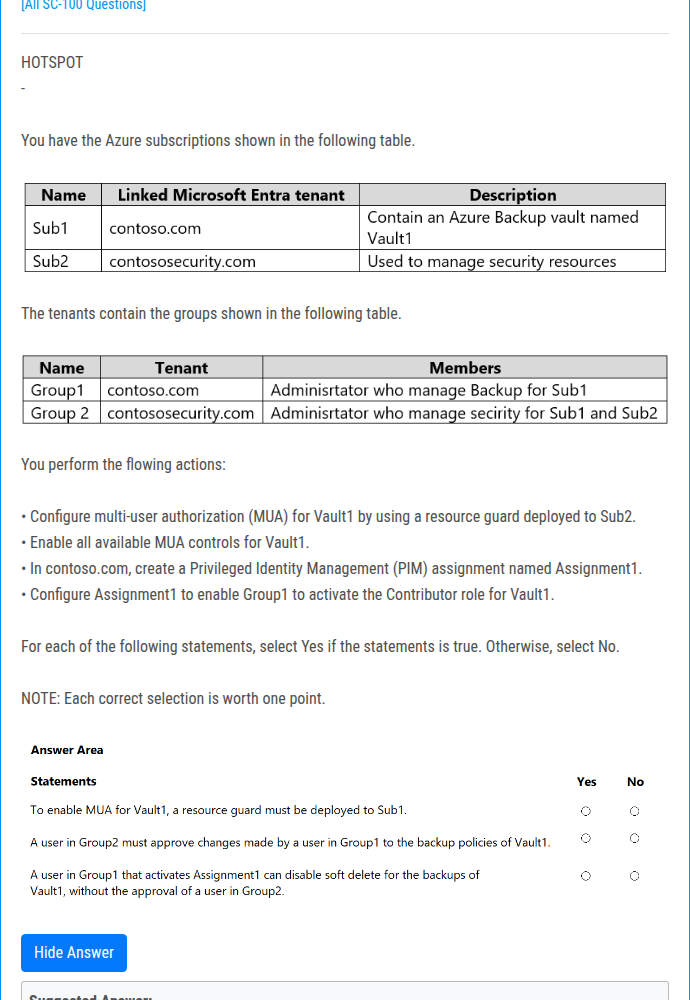 [All SC-100 Questions]
HOTSPOT
-
You have the Azure subscriptions shown in the following table.
Name Linked Microsoft Entra tenant Description
Sub1 contoso.com Contain an Azure Backup vault named
Vault1
Sub2 contososecurity.com Used to manage security resources
The tenants contain the groups shown in the following table.
Name Tenant Members
Group1 contoso.com Adminisrtator who manage Backup for Sub1
Group 2 contososecurity.com Adminisrtator who manage secirity for Sub1 and Sub2
You perform the flowing actions:
• Configure multi-user authorization (MUA) for Vault1 by using a resource guard deployed to Sub2.
• Enable all available MUA controls for Vault1.
• In contoso.com, create a Privileged Identity Management (PIM) assignment named Assignment1.
• Configure Assignment1 to enable Group1 to activate the Contributor role for Vault1.
For each of the following statements, select Yes if the statements is true. Otherwise, select No.
NOTE: Each correct selection is worth one point.
Answer Area
Statements Yes No
To enable MUA for Vault1, a resource guard must be deployed to Sub1.
A user in Group2 must approve changes made by a user in Group1 to the backup policies of Vault1.
A user in Group1 that activates Assignment1 can disable soft delete for the backups of
Vault1, without the approval of a user in Group2.
Hide Answer
Suggested Answer: